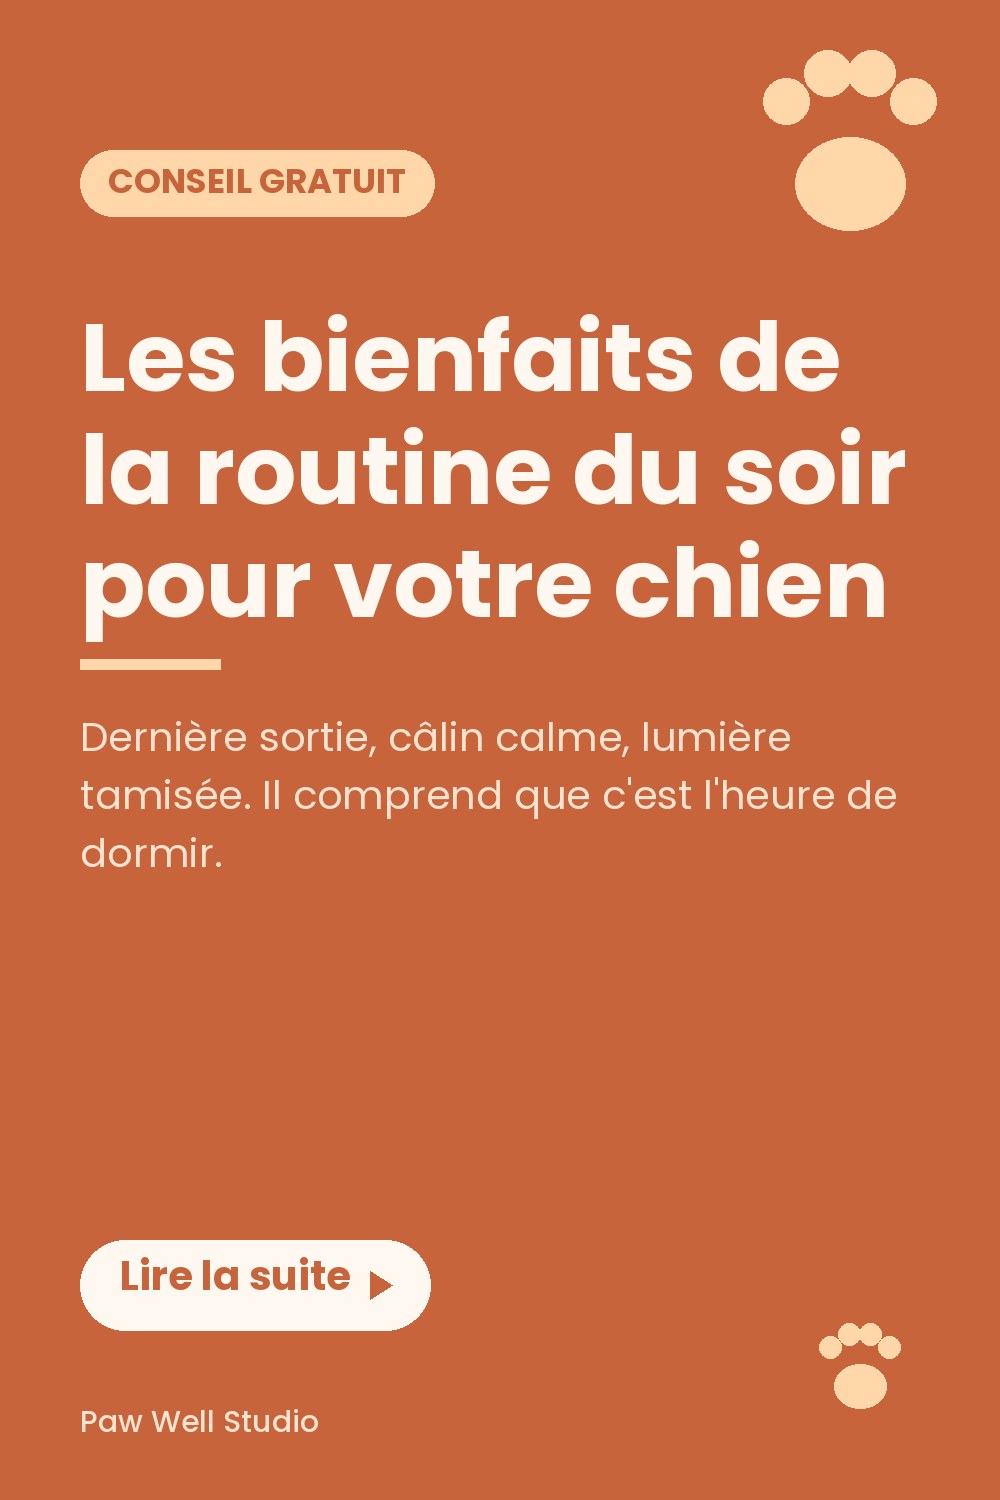 CONSEIL GRATUIT
Les bienfaits de
la routine du soir
pour votre chien
Dernière sortie, câlin calme, lumière
tamisée. Il comprend que c'est l'heure de
dormir.
Lire la suite
Paw Well Studio